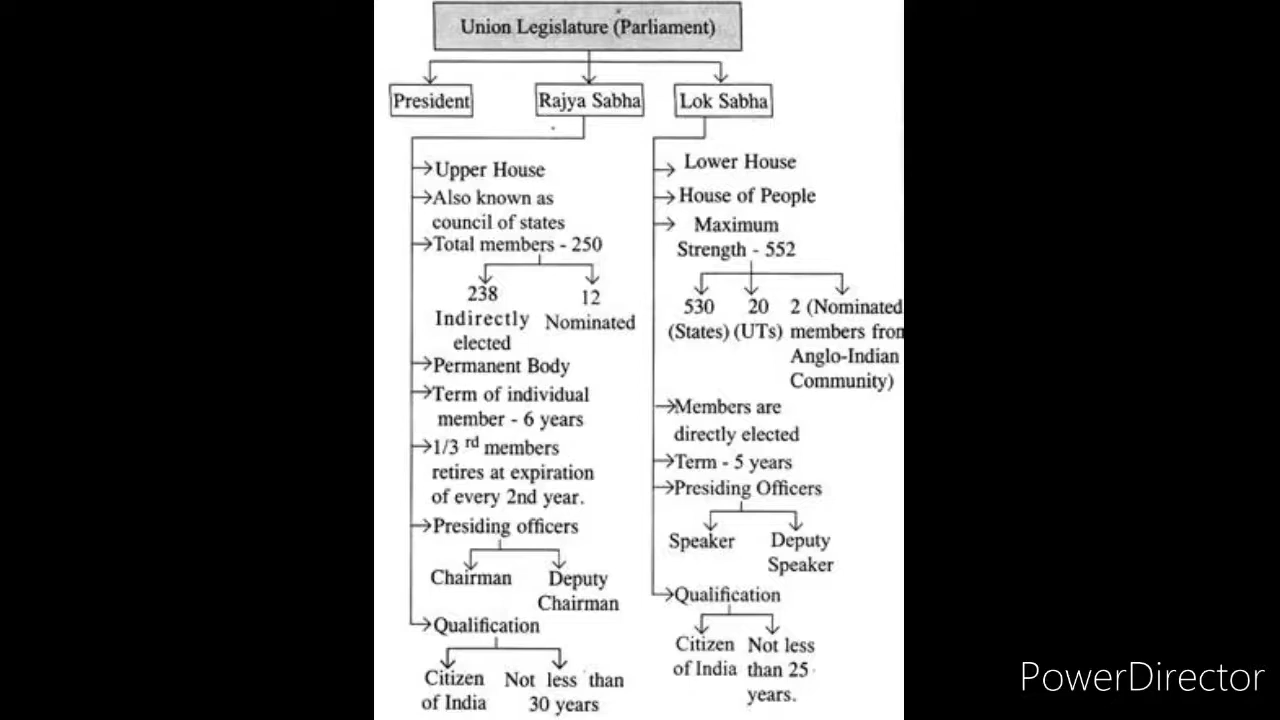 Union Legislature (Parliament)
President
Rajya Sabha
Lok Sabha
Upper House
Also known as
council of states
Total members - 250
238
Indirectly
elected
12
Nominated
Permanent Body
Term of individual
member - 6 years
1/3 rd members
retires at expiration
of every 2nd year.
Presiding officers
Chairman
Deputy
Chairman
Qualification
Citizen
of India
Not less than
30 years
Lower House
House of People
Maximum
Strength - 552
530
(States)
20
(UTs)
2 (Nominated
members from
Anglo-Indian
Community)
Members are
directly elected
Term - 5 years
Presiding Officers
Speaker
Deputy
Speaker
Qualification
Citizen
of India
Not less
than 25
years.
PowerDirector